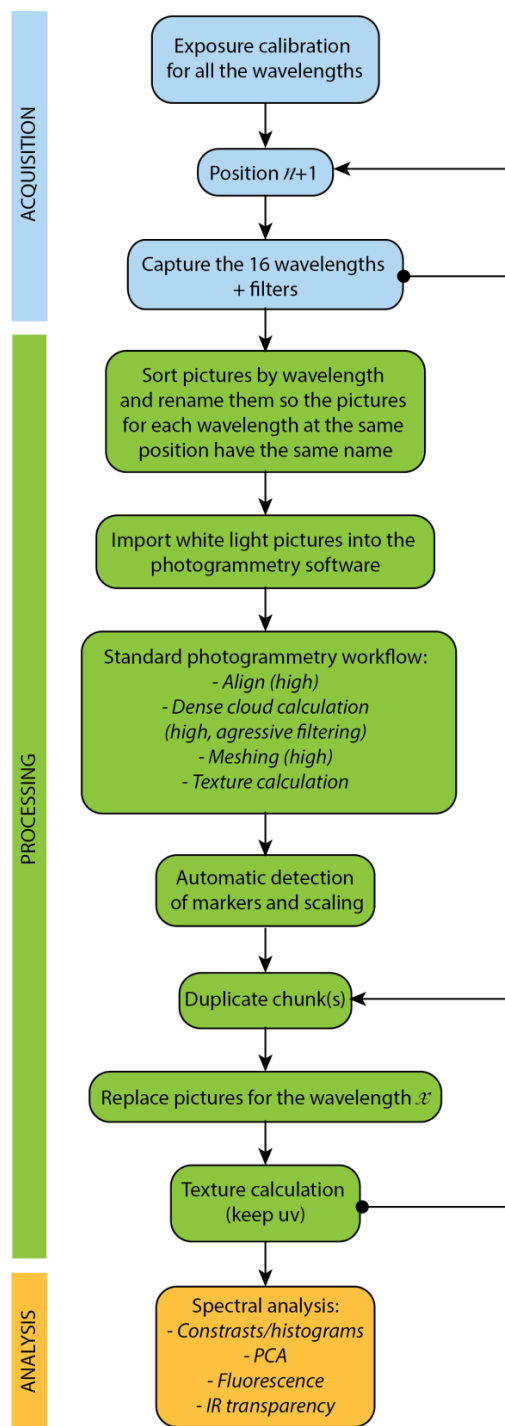 ACQUISITION
Exposure calibration
for all the wavelengths
Position n+1
Capture the 16 wavelengths
+ filters
PROCESSING
Sort pictures by wavelength
and rename them so the pictures
for each wavelength at the same
position have the same name
Import white light pictures into the
photogrammetry software
Standard photogrammetry workflow:
- Align (high)
- Dense cloud calculation
(high, agressive filtering)
- Meshing (high)
- Texture calculation
Automatic detection
of markers and scaling
Duplicate chunk(s)
Replace pictures for the wavelength x
Texture calculation
(keep uv)
ANALYSIS
Spectral analysis:
- Constrasts/histograms
- PCA
- Fluorescence
- IR transparency